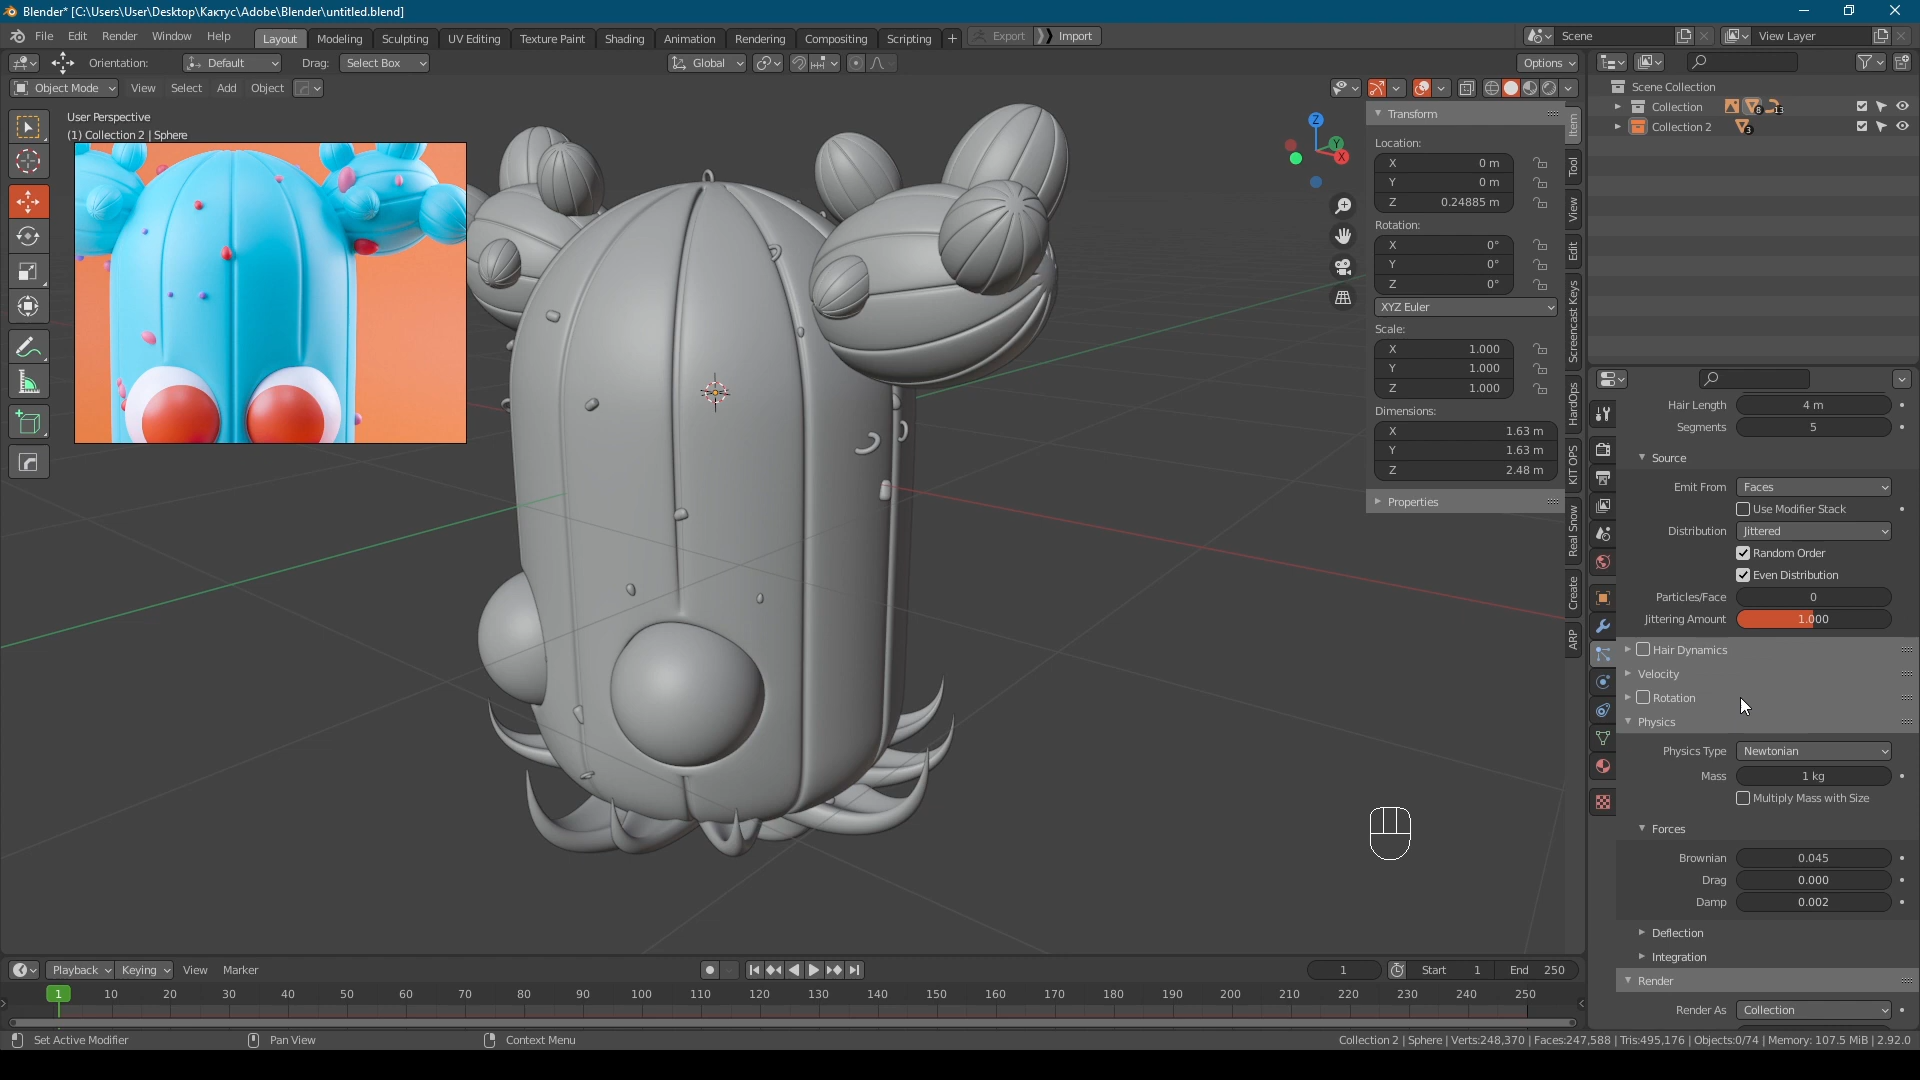 Blender* [C:\Users\User\Desktop\Кактус\Adobe\Blender\untitled.blend]
File Edit Render Window Help Layout Modeling Sculpting UV Editing Texture Paint Shading Animation Rendering Compositing Scripting + Export Import Scene View Layer
Orientation: Default Drag: Select Box Global Options
Object Mode View Select Add Object
User Perspective
(1) Collection 2 | Sphere
Z
Y
X
Transform
Location:
X 0 m
Y 0 m
Z 0.24885 m
Rotation:
X 0°
Y 0°
Z 0°
XYZ Euler
Scale:
X 1.000
Y 1.000
Z 1.000
Dimensions:
X 1.63 m
Y 1.63 m
Z 2.48 m
Properties
Item
Tool
View
Edit
Screencast Keys
HardOps
KIT OPS
Real Snow
Create
ARP
Scene Collection
Collection 8 13
Collection 2 3
Hair Length 4 m
Segments 5
Source
Emit From Faces
Use Modifier Stack
Distribution Jittered
Random Order
Even Distribution
Particles/Face 0
Jittering Amount 1.000
Hair Dynamics
Velocity
Rotation
Physics
Physics Type Newtonian
Mass 1 kg
Multiply Mass with Size
Forces
Brownian 0.045
Drag 0.000
Damp 0.002
Deflection
Integration
Render
Render As Collection
Playback Keying View Marker 1 Start 1 End 250
1 10 20 30 40 50 60 70 80 90 100 110 120 130 140 150 160 170 180 190 200 210 220 230 240 250
Set Active Modifier Pan View Context Menu Collection 2 | Sphere | Verts:248,370 | Faces:247,588 | Tris:495,176 | Objects:0/74 | Memory: 107.5 MiB | 2.92.0